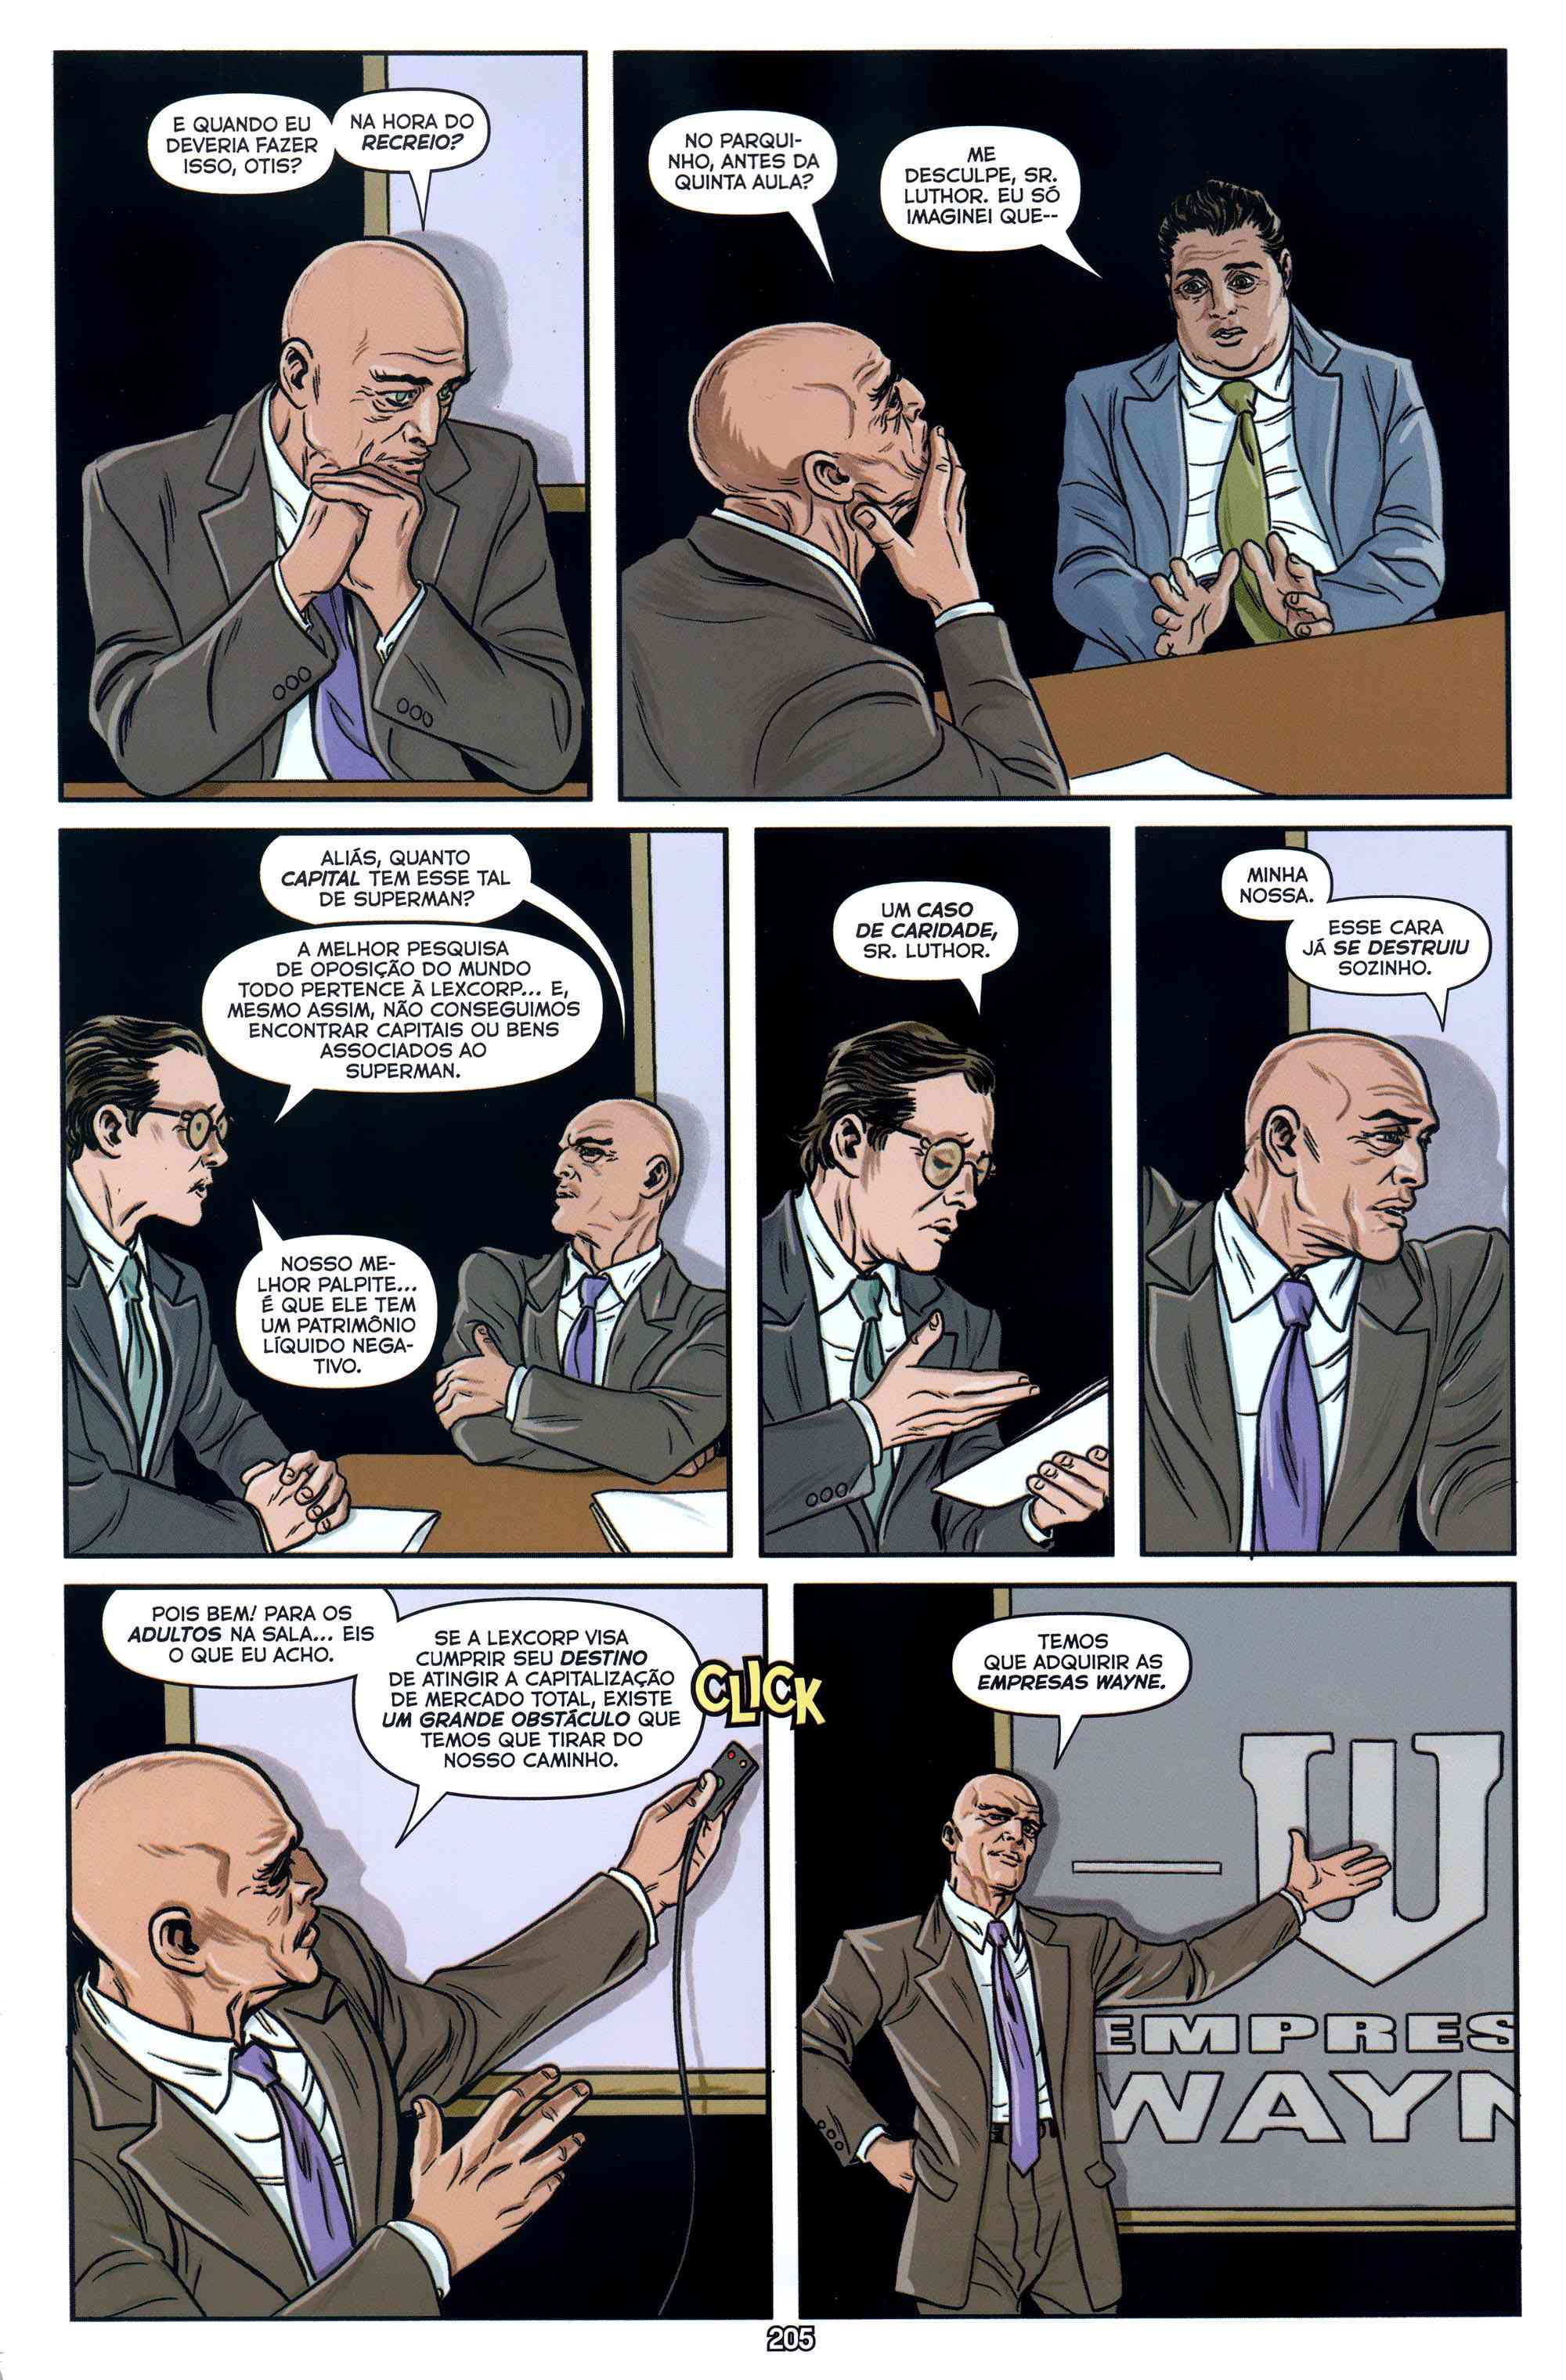 E QUANDO EU
DEVERIA FAZER
ISSO, OTIS?
NA HORA DO
RECREIO?
NO PARQUI-
NHO, ANTES DA
QUINTA AULA?
ME
DESCULPE, SR.
LUTHOR. EU SÓ
IMAGINEI QUE--
ALIÁS, QUANTO
CAPITAL TEM ESSE TAL
DE SUPERMAN?
A MELHOR PESQUISA
DE OPOSIÇÃO DO MUNDO
TODO PERTENCE À LEXCORP... E,
MESMO ASSIM, NÃO CONSEGUIMOS
ENCONTRAR CAPITAIS OU BENS
ASSOCIADOS AO
SUPERMAN.
NOSSO ME-
LHOR PALPITE...
É QUE ELE TEM
UM PATRIMÔNIO
LÍQUIDO NEGA-
TIVO.
UM CASO
DE CARIDADE,
SR. LUTHOR.
MINHA
NOSSA.
ESSE CARA
JÁ SE DESTRUIU
SOZINHO.
POIS BEM! PARA OS
ADULTOS NA SALA... EIS
O QUE EU ACHO.
SE A LEXCORP VISA
CUMPRIR SEU DESTINO
DE ATINGIR A CAPITALIZAÇÃO
DE MERCADO TOTAL, EXISTE
UM GRANDE OBSTÁCULO QUE
TEMOS QUE TIRAR DO
NOSSO CAMINHO.
CLICK
TEMOS
QUE ADQUIRIR AS
EMPRESAS WAYNE.
W
EMPRES
WAYN
205